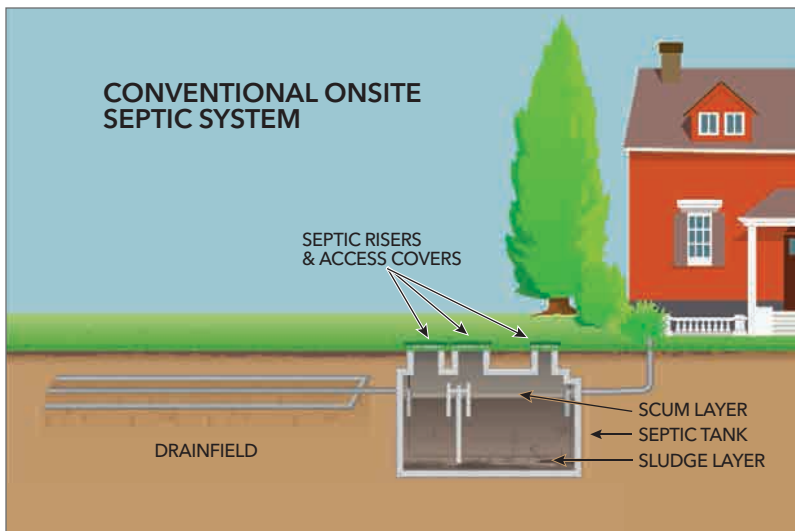 CONVENTIONAL ONSITE
SEPTIC SYSTEM
SEPTIC RISERS
& ACCESS COVERS
SCUM LAYER
SEPTIC TANK
SLUDGE LAYER
DRAINFIELD